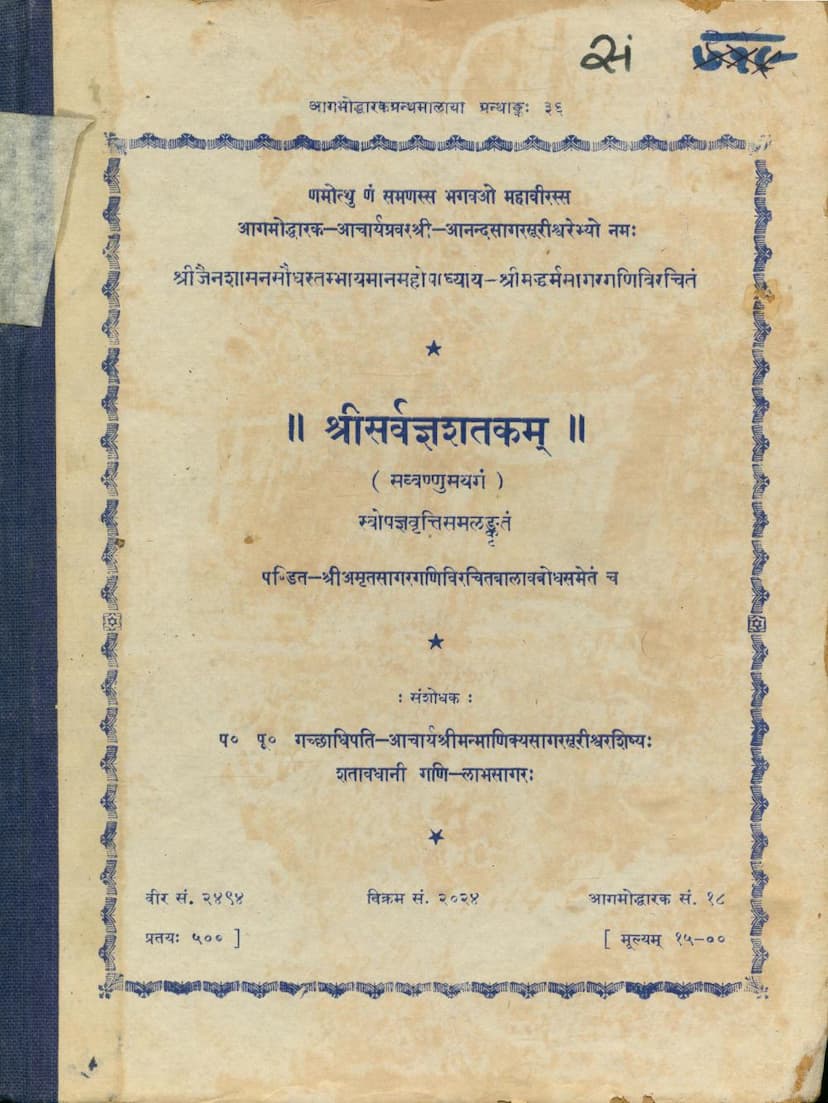 सं
आगमोद्धारकग्रन्थमालाया ग्रन्थाङ्कः ३६
णमोत्थु णं समणस्स भगवओ महावीरस्स
आगमोद्धारक–आचार्यप्रवरश्री–आनन्दसागरसूरीश्वरेभ्यो नमः
श्रीजैनशासनसौधस्तम्भायमानमहोपाध्याय–श्रीमद्धर्मसागरगणिविरचितं
॥ श्रीसर्वज्ञशतकम् ॥
( सव्वण्णुसयगं )
स्वोपज्ञवृत्तिसमलङ्कृतं
पण्डित–श्रीअमृतसागरगणिविरचितबालावबोधसमेतं च
: संशोधक :
प० पू० गच्छाधिपति–आचार्यश्रीमन्माणिक्यसागरसूरीश्वरशिष्यः
शतावधानी गणि–लाभसागरः
वीर सं. २४९४ विक्रम सं. २०२४ आगमोद्धारक सं. १८
प्रतयः ५०० ] [ मूल्यम् १५–००